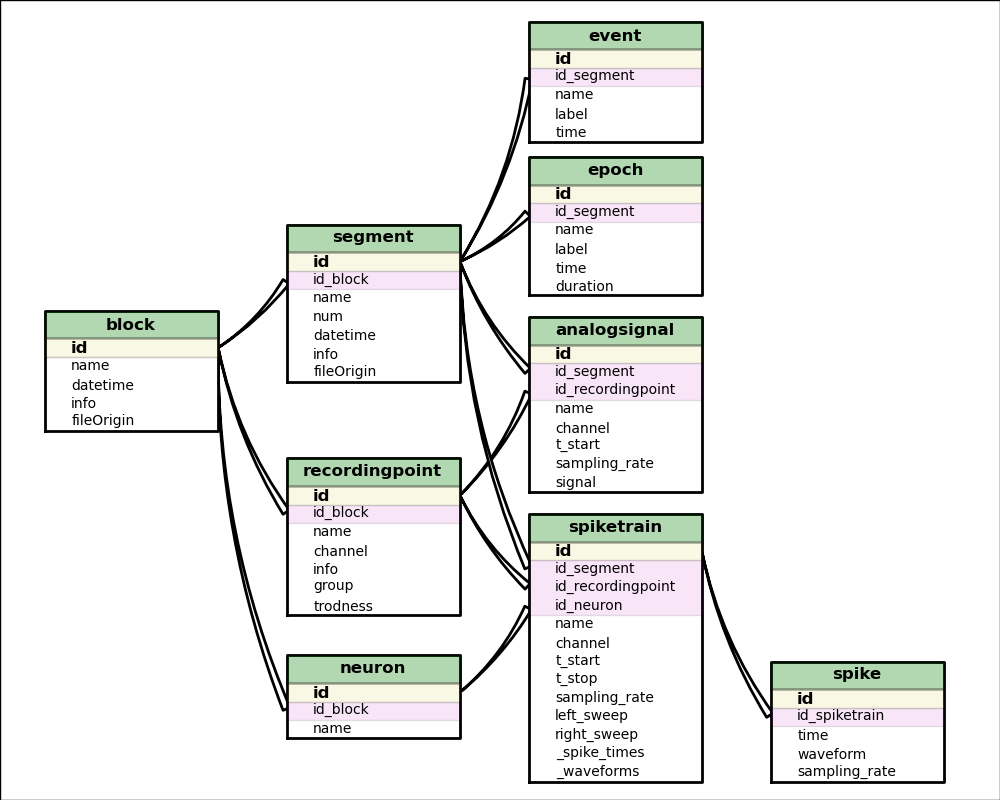 block
id
name
datetime
info
fileOrigin
segment
id
id_block
name
num
datetime
info
fileOrigin
recordingpoint
id
id_block
name
channel
info
group
trodness
neuron
id
id_block
name
event
id
id_segment
name
label
time
epoch
id
id_segment
name
label
time
duration
analogsignal
id
id_segment
id_recordingpoint
name
channel
t_start
sampling_rate
signal
spiketrain
id
id_segment
id_recordingpoint
id_neuron
name
channel
t_start
t_stop
sampling_rate
left_sweep
right_sweep
_spike_times
_waveforms
spike
id
id_spiketrain
time
waveform
sampling_rate